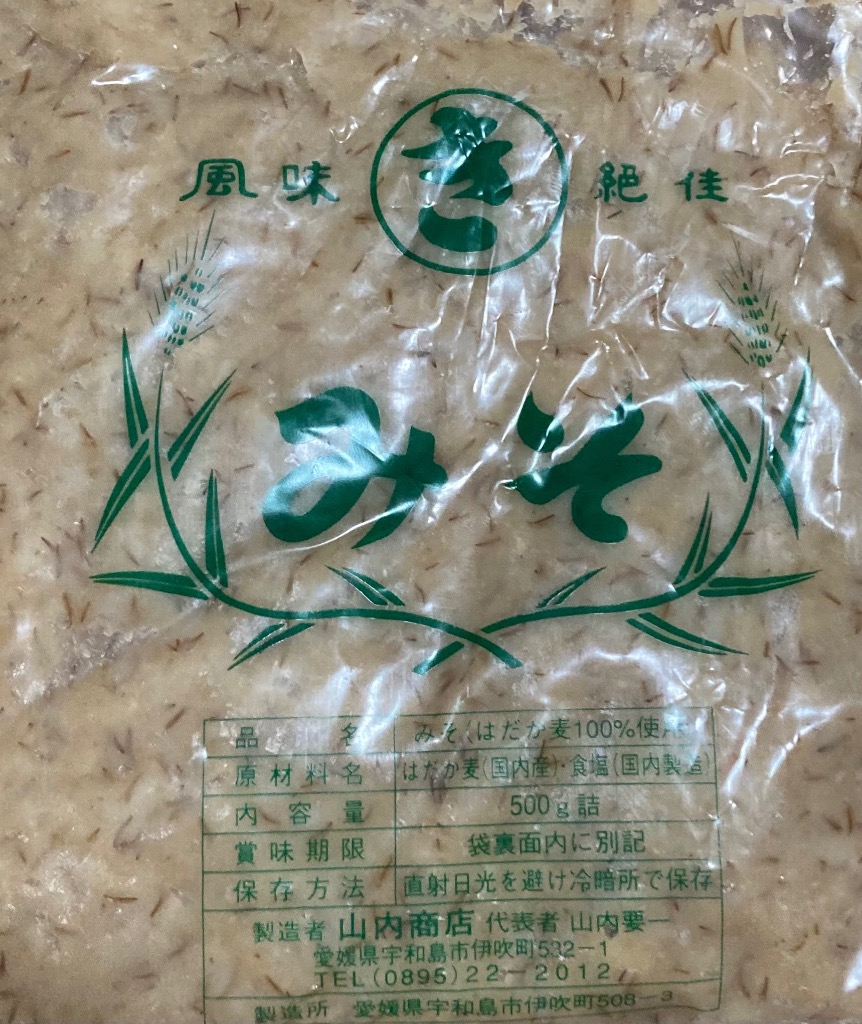 風味 き 絶佳
みそ
品名 みそ(はだか麦100%使用)
原材料名 はだか麦(国内産)・食塩(国内製造)
内容量 500g詰
賞味期限 袋裏面内に別記
保存方法 直射日光を避け冷暗所で保存
製造者 山内商店 代表者 山内要一
愛媛県宇和島市伊吹町532-1
TEL(0895)22-2012
製造所 愛媛県宇和島市伊吹町508-3